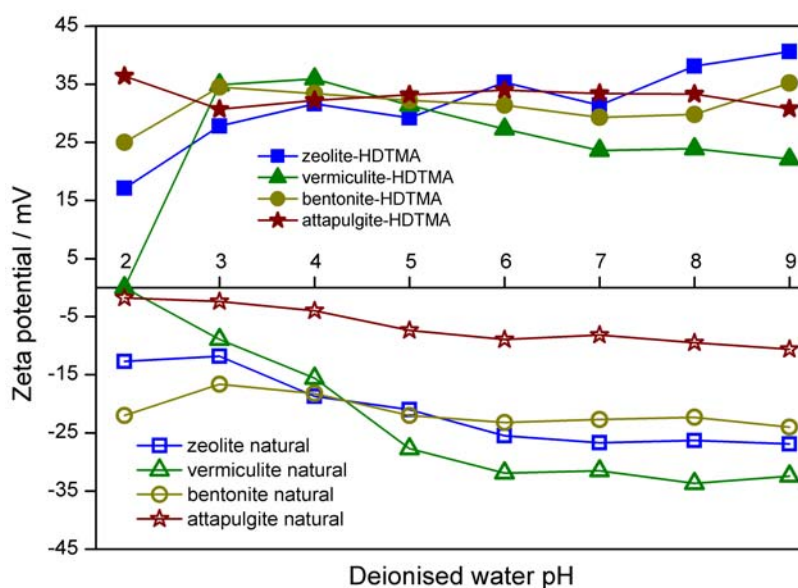 45
35
25
15
5
-5
-15
-25
-35
-45
Zeta potential / mV
zeolite-HDTMA
vermiculite-HDTMA
bentonite-HDTMA
attapulgite-HDTMA
2 3 4 5 6 7 8 9
zeolite natural
vermiculite natural
bentonite natural
attapulgite natural
Deionised water pH